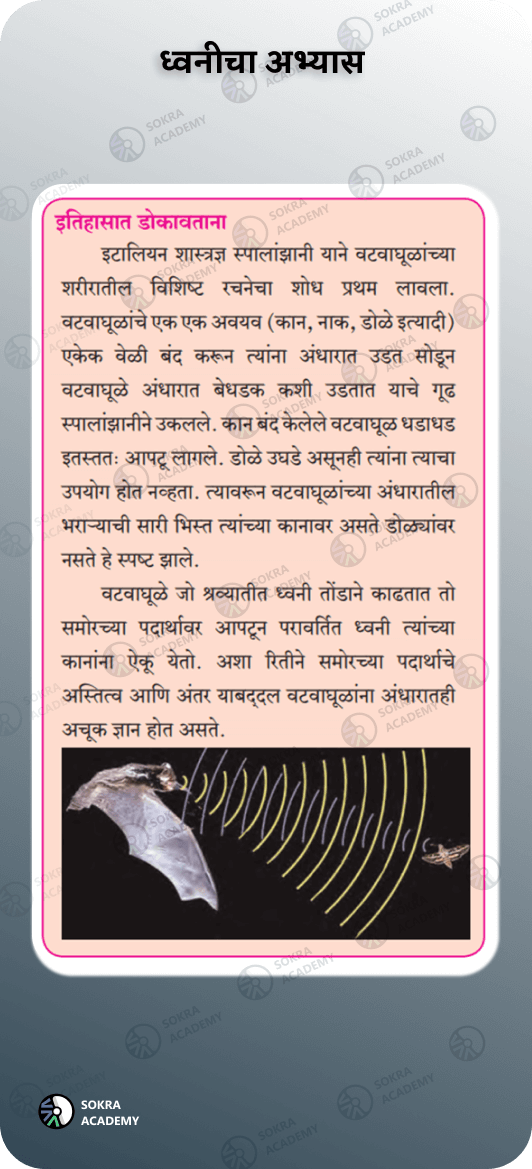 ध्वनीचा अभ्यास
इतिहासात डोकावताना
इटालियन शास्त्रज्ञ स्पालांझानी याने वटवाघूळांच्या
शरीरातील विशिष्ट रचनेचा शोध प्रथम लावला.
वटवाघूळांचे एक एक अवयव (कान, नाक, डोळे इत्यादी)
एकेक वेळी बंद करून त्यांना अंधारात उडत सोडून
वटवाघूळे अंधारात बेधडक कशी उडतात याचे गूढ
स्पालांझानीने उकलले. कान बंद केलेले वटवाघूळ धडाधड
इतस्ततः आपटू लागले. डोळे उघडे असूनही त्यांना त्याचा
उपयोग होत नव्हता. त्यावरून वटवाघूळांच्या अंधारातील
भराऱ्याची सारी भिस्त त्यांच्या कानावर असते डोळ्यांवर
नसते हे स्पष्ट झाले.
वटवाघूळे जो श्रव्यातीत ध्वनी तोंडाने काढतात तो
समोरच्या पदार्थावर आपटून परावर्तित ध्वनी त्यांच्या
कानांना ऐकू येतो. अशा रितीने समोरच्या पदार्थाचे
अस्तित्व आणि अंतर याबद्दल वटवाघूळांना अंधारातही
अचूक ज्ञान होत असते.
SOKRA
ACADEMY